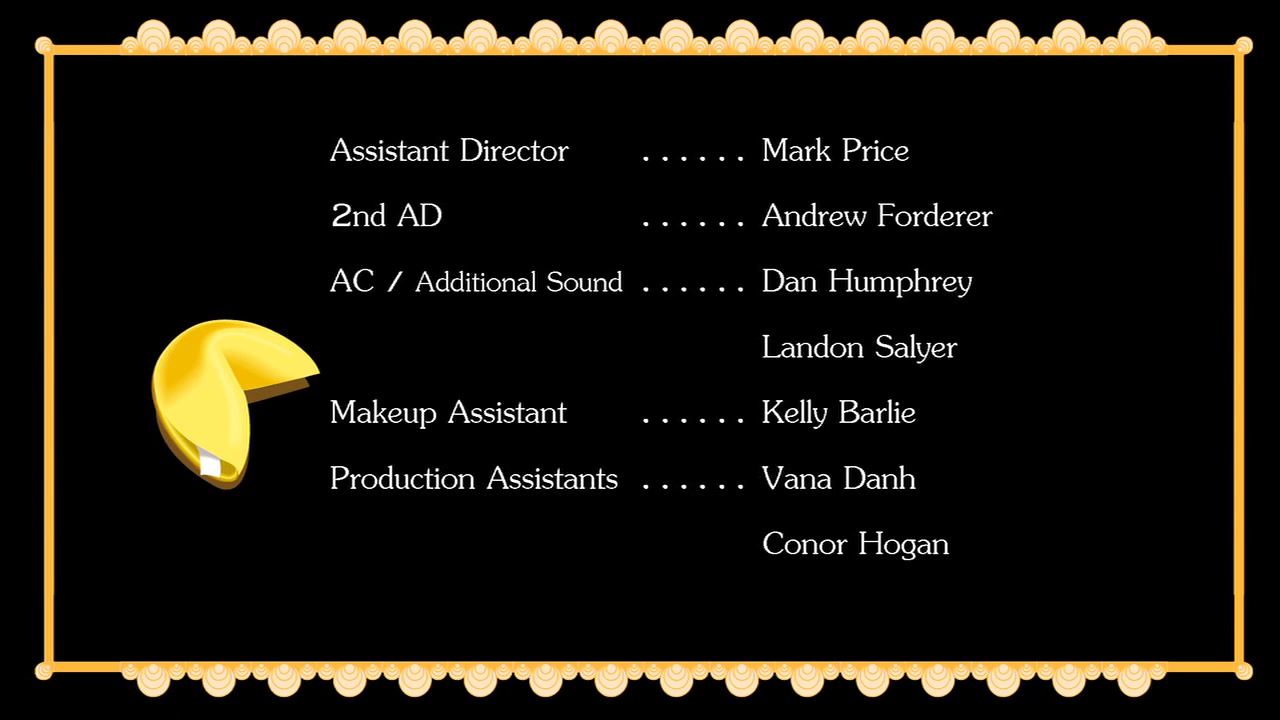 Assistant Director ...... Mark Price
2nd AD ...... Andrew Forderer
AC / Additional Sound ...... Dan Humphrey
Landon Salyer
Makeup Assistant ...... Kelly Barlie
Production Assistants ...... Vana Danh
Conor Hogan